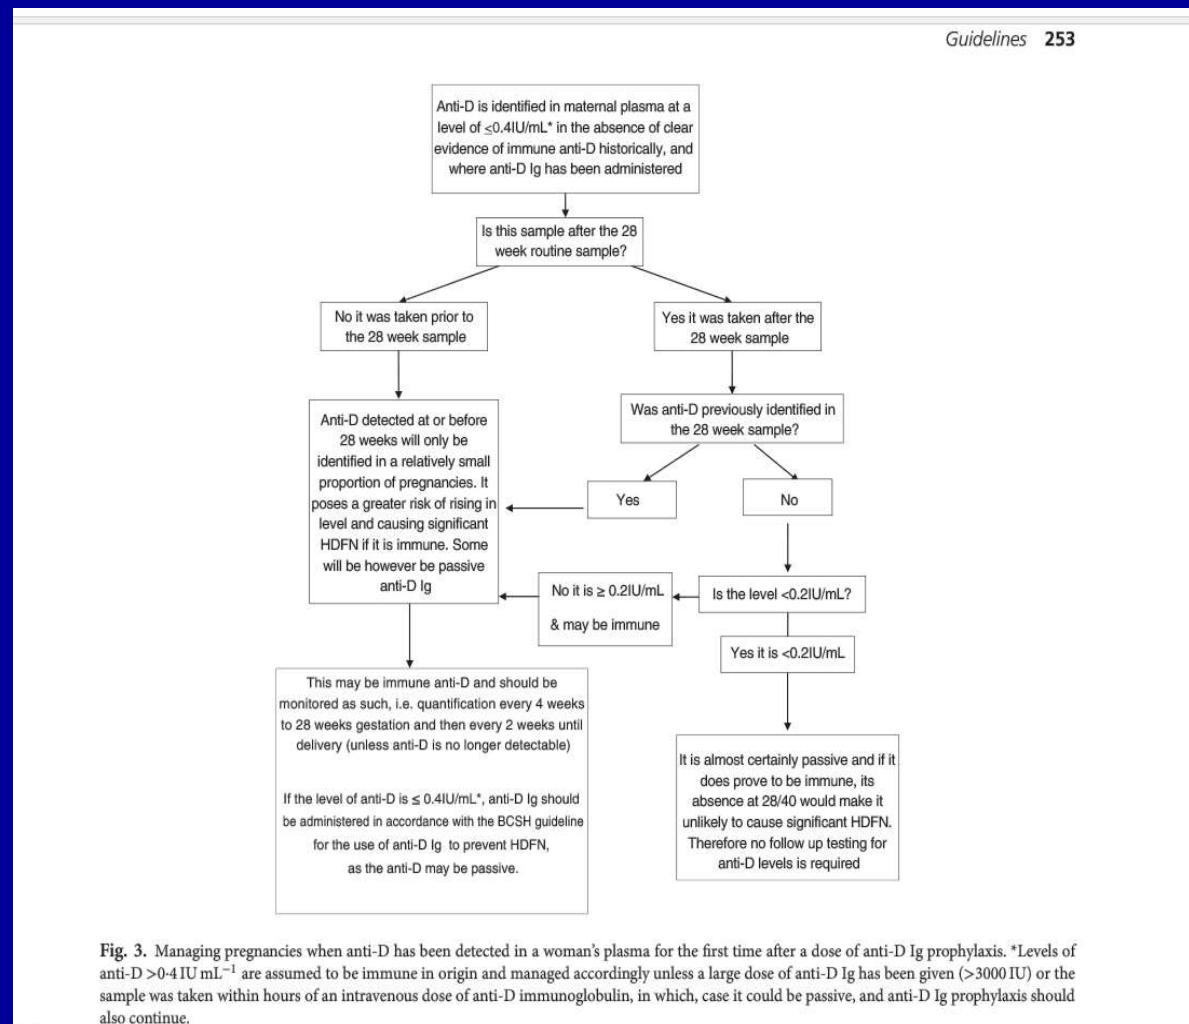 Guidelines 253
Anti-D is identified in maternal plasma at a
level of ≤0.4IU/mL* in the absence of clear
evidence of immune anti-D historically, and
where anti-D Ig has been administered
Is this sample after the 28
week routine sample?
No it was taken prior to
the 28 week sample
Yes it was taken after the
28 week sample
Anti-D detected at or before
28 weeks will only be
identified in a relatively small
proportion of pregnancies. It
poses a greater risk of rising in
level and causing significant
HDFN if it is immune. Some
will be however be passive
anti-D Ig
Was anti-D previously identified in
the 28 week sample?
Yes
No
No it is ≥ 0.2IU/mL
& may be immune
Is the level <0.2IU/mL?
Yes it is <0.2IU/mL
This may be immune anti-D and should be
monitored as such, i.e. quantification every 4 weeks
to 28 weeks gestation and then every 2 weeks until
delivery (unless anti-D is no longer detectable)
If the level of anti-D is ≤ 0.4IU/mL*, anti-D Ig should
be administered in accordance with the BCSH guideline
for the use of anti-D Ig to prevent HDFN,
as the anti-D may be passive.
It is almost certainly passive and if it
does prove to be immune, its
absence at 28/40 would make it
unlikely to cause significant HDFN.
Therefore no follow up testing for
anti-D levels is required
Fig. 3. Managing pregnancies when anti-D has been detected in a woman's plasma for the first time after a dose of anti-D Ig prophylaxis. *Levels of
anti-D >0·4 IU mL⁻¹ are assumed to be immune in origin and managed accordingly unless a large dose of anti-D Ig has been given (>3000 IU) or the
sample was taken within hours of an intravenous dose of anti-D immunoglobulin, in which, case it could be passive, and anti-D Ig prophylaxis should
also continue.